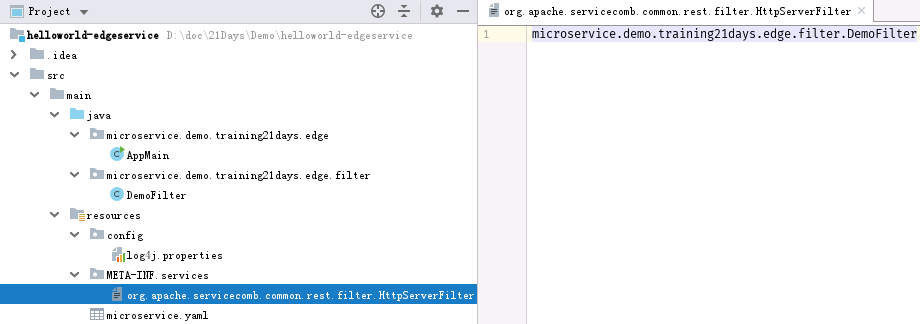 Project
helloworld-edgeservice D:\doc\21Days\Demo\helloworld-edgeservice
.idea
src
main
java
microservice.demo.training21days.edge
AppMain
microservice.demo.training21days.edge.filter
DemoFilter
resources
config
log4j.properties
META-INF.services
org.apache.servicecomb.common.rest.filter.HttpServerFilter
microservice.yaml
org.apache.servicecomb.common.rest.filter.HttpServerFilter
1 microservice.demo.training21days.edge.filter.DemoFilter